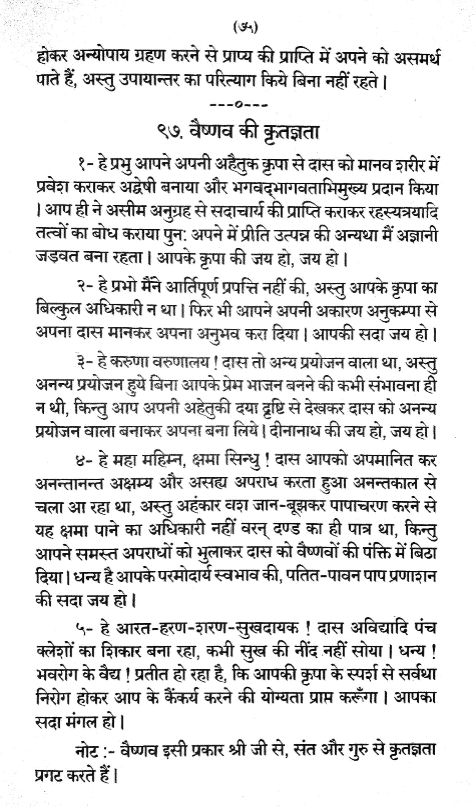 (७५)
होकर अन्योपाय ग्रहण करने से प्राप्य की प्राप्ति में अपने को असमर्थ
पाते हैं, अस्तु उपायान्तर का परित्याग किये बिना नहीं रहते।
---०---
९७. वैष्णव की कृतज्ञता
१- हे प्रभु आपने अपनी अहैतुक कृपा से दास को मानव शरीर में
प्रवेश कराकर अद्वेषी बनाया और भगवद्भागवताभिमुख्य प्रदान किया
। आप ही ने असीम अनुग्रह से सदाचार्य की प्राप्ति कराकर रहस्यत्रयादि
तत्वों का बोध कराया पुन: अपने में प्रीति उत्पन्न की अन्यथा मैं अज्ञानी
जड़वत बना रहता। आपके कृपा की जय हो, जय हो।
२- हे प्रभो मैंने आर्तिपूर्ण प्रपत्ति नहीं की, अस्तु आपके कृपा का
बिल्कुल अधिकारी न था। फिर भी आपने अपनी अकारण अनुकम्पा से
अपना दास मानकर अपना अनुभव करा दिया। आपकी सदा जय हो।
३- हे करुणा वरुणालय! दास तो अन्य प्रयोजन वाला था, अस्तु
अनन्य प्रयोजन हुये बिना आपके प्रेम भाजन बनने की कभी संभावना ही
न थी, किन्तु आप अपनी अहेतुकी दया दृष्टि से देखकर दास को अनन्य
प्रयोजन वाला बनाकर अपना बना लिये। दीनानाथ की जय हो, जय हो।
४- हे महा महिम्न, क्षमा सिन्धु! दास आपको अपमानित कर
अनन्तानन्त अक्षम्य और असह्य अपराध करता हुआ अनन्तकाल से
चला आ रहा था, अस्तु अहंकार वश जान-बूझकर पापाचरण करने से
यह क्षमा पाने का अधिकारी नहीं वरन् दण्ड का ही पात्र था, किन्तु
आपने समस्त अपराधों को भुलाकर दास को वैष्णवों की पंक्ति में बिठा
दिया। धन्य है आपके परमोदार्य स्वभाव की, पतित-पावन पाप प्रणाशन
की सदा जय हो।
५- हे आरत-हरण-शरण-सुखदायक! दास अविद्यादि पंच
क्लेशों का शिकार बना रहा, कभी सुख की नींद नहीं सोया। धन्य!
भवरोग के वैद्य! प्रतीत हो रहा है, कि आपकी कृपा के स्पर्श से सर्वथा
निरोग होकर आप के कैंकर्य करने की योग्यता प्राप्त करूँगा। आपका
सदा मंगल हो।
नोट :- वैष्णव इसी प्रकार श्री जी से, संत और गुरु से कृतज्ञता
प्रगट करते हैं।